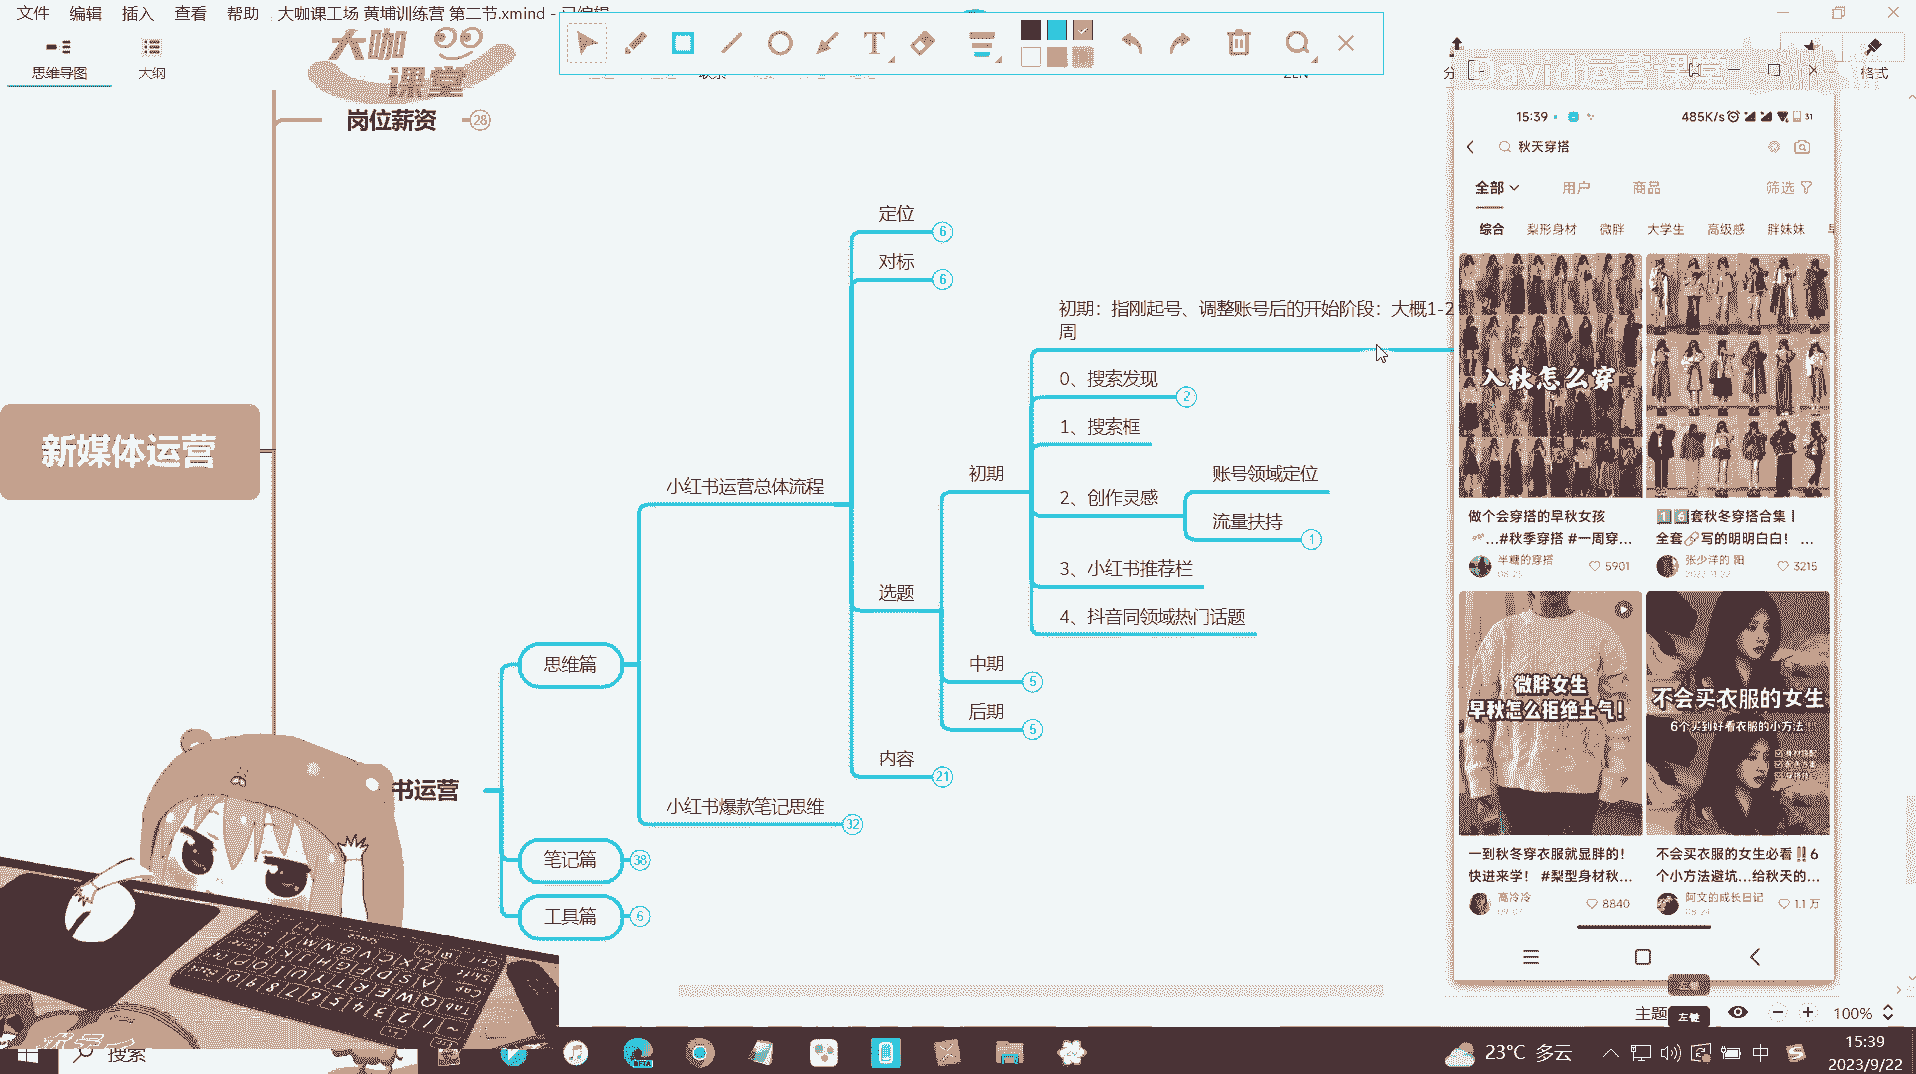 文件 编辑 插入 查看 帮助 大咖课工场 黄埔训练营 第二节.xmind - 已编辑
思维导图
大纲
大咖
课堂
David运营课堂
格式
岗位薪资
28
新媒体运营
书运营
思维篇
笔记篇
38
工具篇
6
小红书运营总体流程
小红书爆款笔记思维
32
定位
6
对标
6
选题
内容
21
初期
中期
5
后期
5
初期：指刚起号、调整账号后的开始阶段：大概1-2
周
0、搜索发现
2
1、搜索框
2、创作灵感
账号领域定位
流量扶持
1
3、小红书推荐栏
4、抖音同领域热门话题
15:39
485K/s
31
秋天穿搭
全部 用户 商品 筛选
综合 梨形身材 微胖 大学生 高级感 胖妹妹
入秋怎么穿
做个会穿搭的早秋女孩
...#秋季穿搭 #一周穿...
半糖的穿搭
5901
16套秋冬穿搭合集丨
全套🔗写的明明白白！ ...
张少洋的 阳
3215
微胖女生
早秋怎么拒绝土气！
一到秋冬穿衣服就显胖的！
快进来学！ #梨型身材秋...
高冷冷
8840
不会买衣服的女生
6个买到好看衣服的小方法！
不会买衣服的女生必看‼️6
个小方法避坑...给秋天的...
阿文的成长日记
1.1万
主题
左键
100%
搜索
23°C 多云
中
15:39
2023/9/22